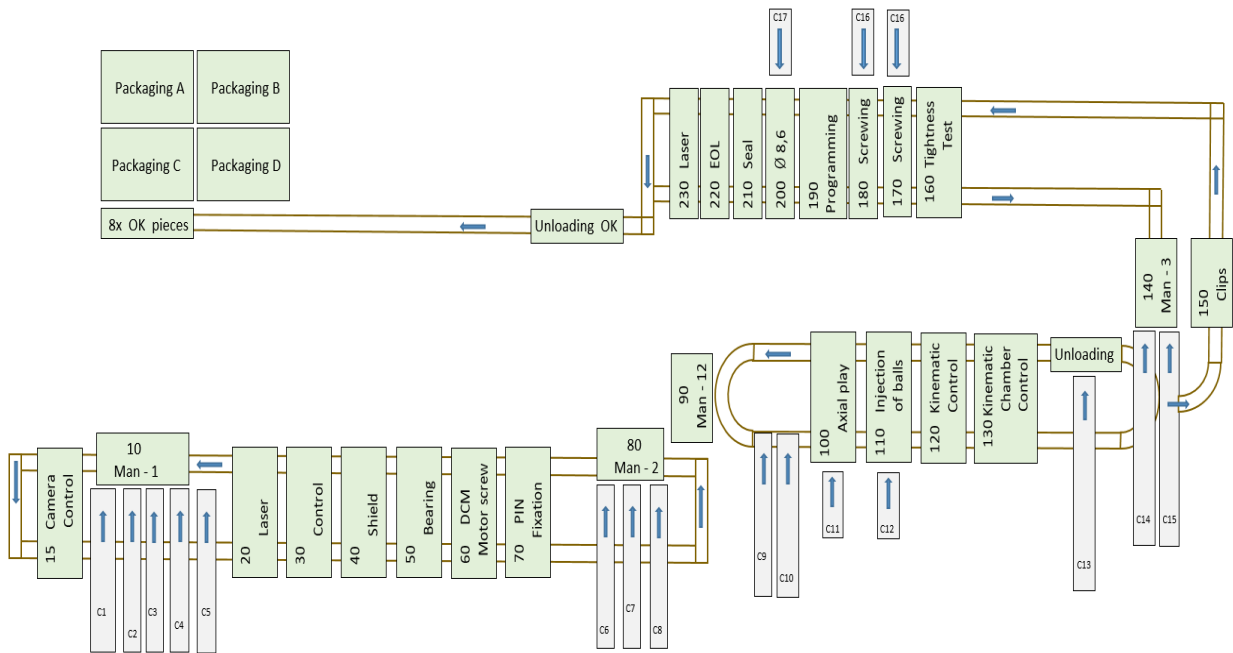 C17
C16
C16
Packaging A
Packaging B
Packaging C
Packaging D
8x OK pieces
Unloading OK
230 Laser
220 EOL
210 Seal
200 Ø 8,6
190
Programming
180 Screwing
170 Screwing
160 Tightness
Test
140
Man - 3
150
Clips
90
Man - 12
100
Axial play
110
Injection
of balls
120
Kinematic
Control
130 Kinematic
Chamber
Control
Unloading
10
Man - 1
80
Man - 2
15
Camera
Control
20
Laser
30
Control
40
Shield
50
Bearing
60
DCM
Motor screw
70
PIN
Fixation
C1
C2
C3
C4
C5
C6
C7
C8
C9
C10
C11
C12
C13
C14
C15